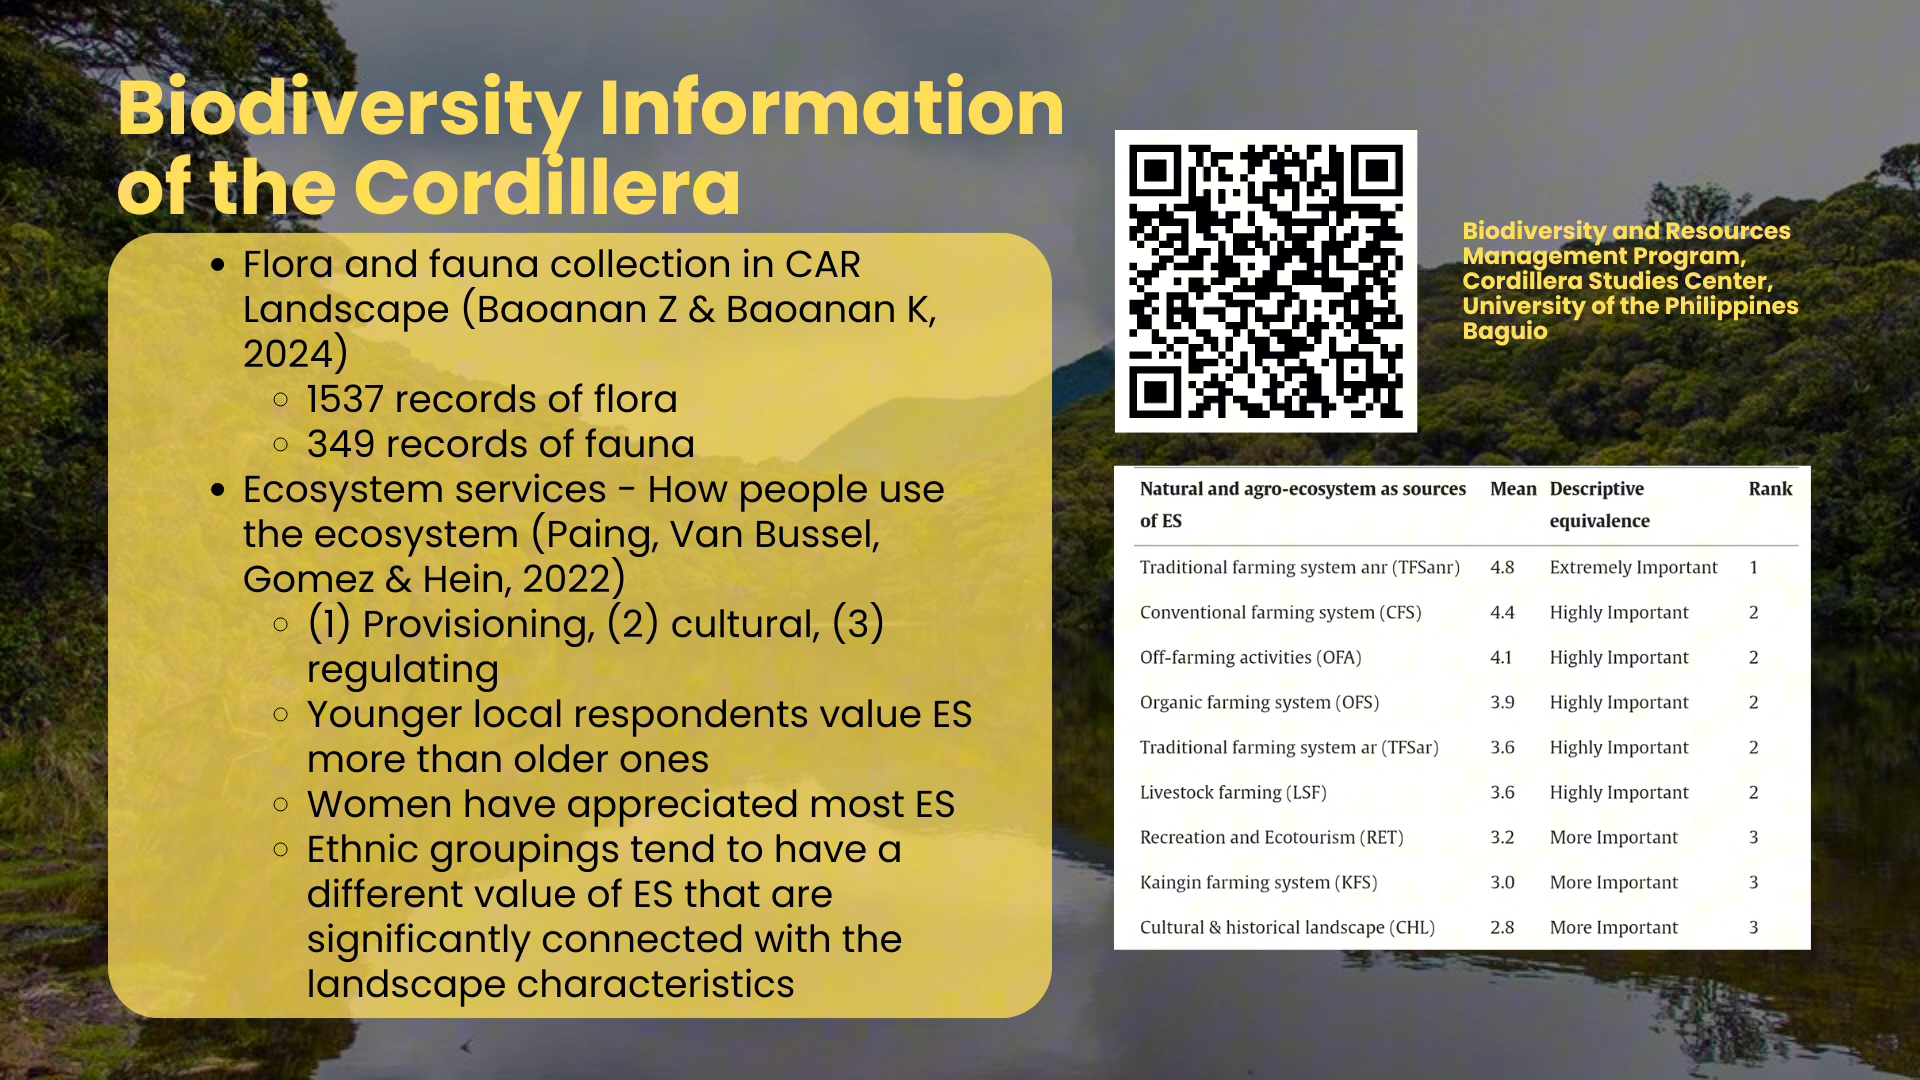 Biodiversity Information
of the Cordillera
• Flora and fauna collection in CAR
Landscape (Baoanan Z & Baoanan K,
2024)
○ 1537 records of flora
○ 349 records of fauna
• Ecosystem services - How people use
the ecosystem (Paing, Van Bussel,
Gomez & Hein, 2022)
○ (1) Provisioning, (2) cultural, (3)
regulating
○ Younger local respondents value ES
more than older ones
○ Women have appreciated most ES
○ Ethnic groupings tend to have a
different value of ES that are
significantly connected with the
landscape characteristics
Biodiversity and Resources
Management Program,
Cordillera Studies Center,
University of the Philippines
Baguio
Natural and agro-ecosystem as sources Mean Descriptive Rank
of ES equivalence
Traditional farming system anr (TFSanr) 4.8 Extremely Important 1
Conventional farming system (CFS) 4.4 Highly Important 2
Off-farming activities (OFA) 4.1 Highly Important 2
Organic farming system (OFS) 3.9 Highly Important 2
Traditional farming system ar (TFSar) 3.6 Highly Important 2
Livestock farming (LSF) 3.6 Highly Important 2
Recreation and Ecotourism (RET) 3.2 More Important 3
Kaingin farming system (KFS) 3.0 More Important 3
Cultural & historical landscape (CHL) 2.8 More Important 3